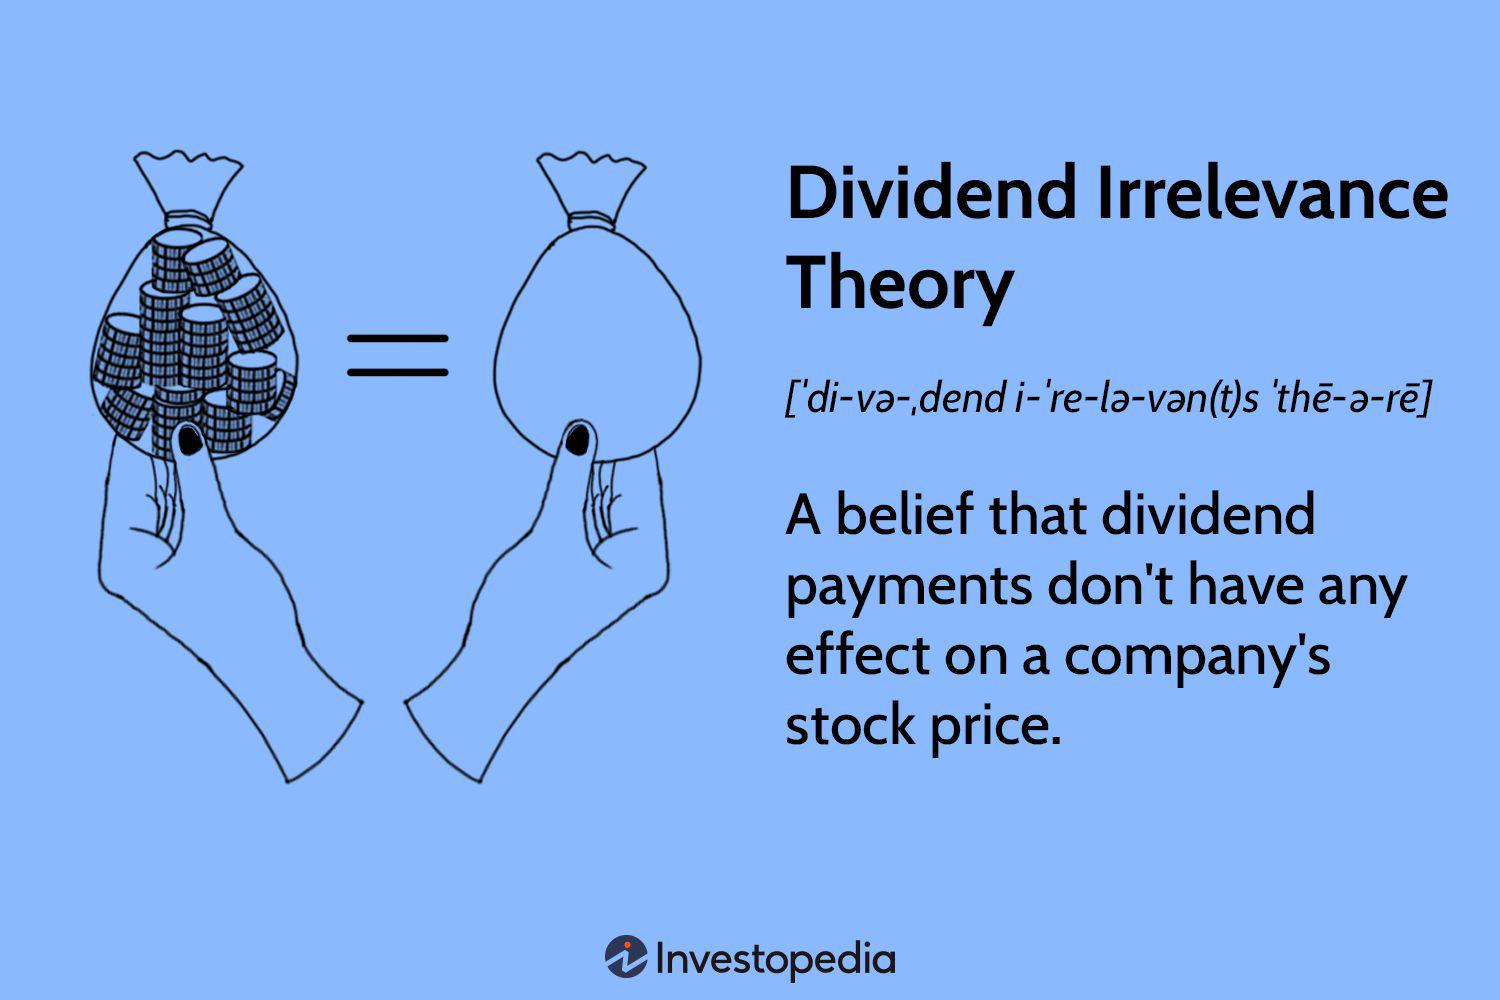 Dividend Irrelevance
Theory
[ˈdi-və-ˌdend i-ˈre-lə-vən(t)s ˈthē-ə-rē]
A belief that dividend
payments don't have any
effect on a company's
stock price.
Investopedia